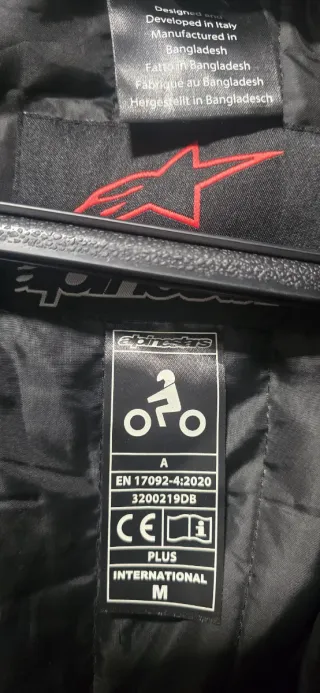 Designed and
Developed in Italy
Manufactured in
Bangladesh
Fatto in Bangladesh
Fabriqué au Bangladesh
Hergestellt in Bangladesch
alpinestars
alpinestars
A
EN 17092-4:2020
3200219DB
CE i
PLUS
INTERNATIONAL
M